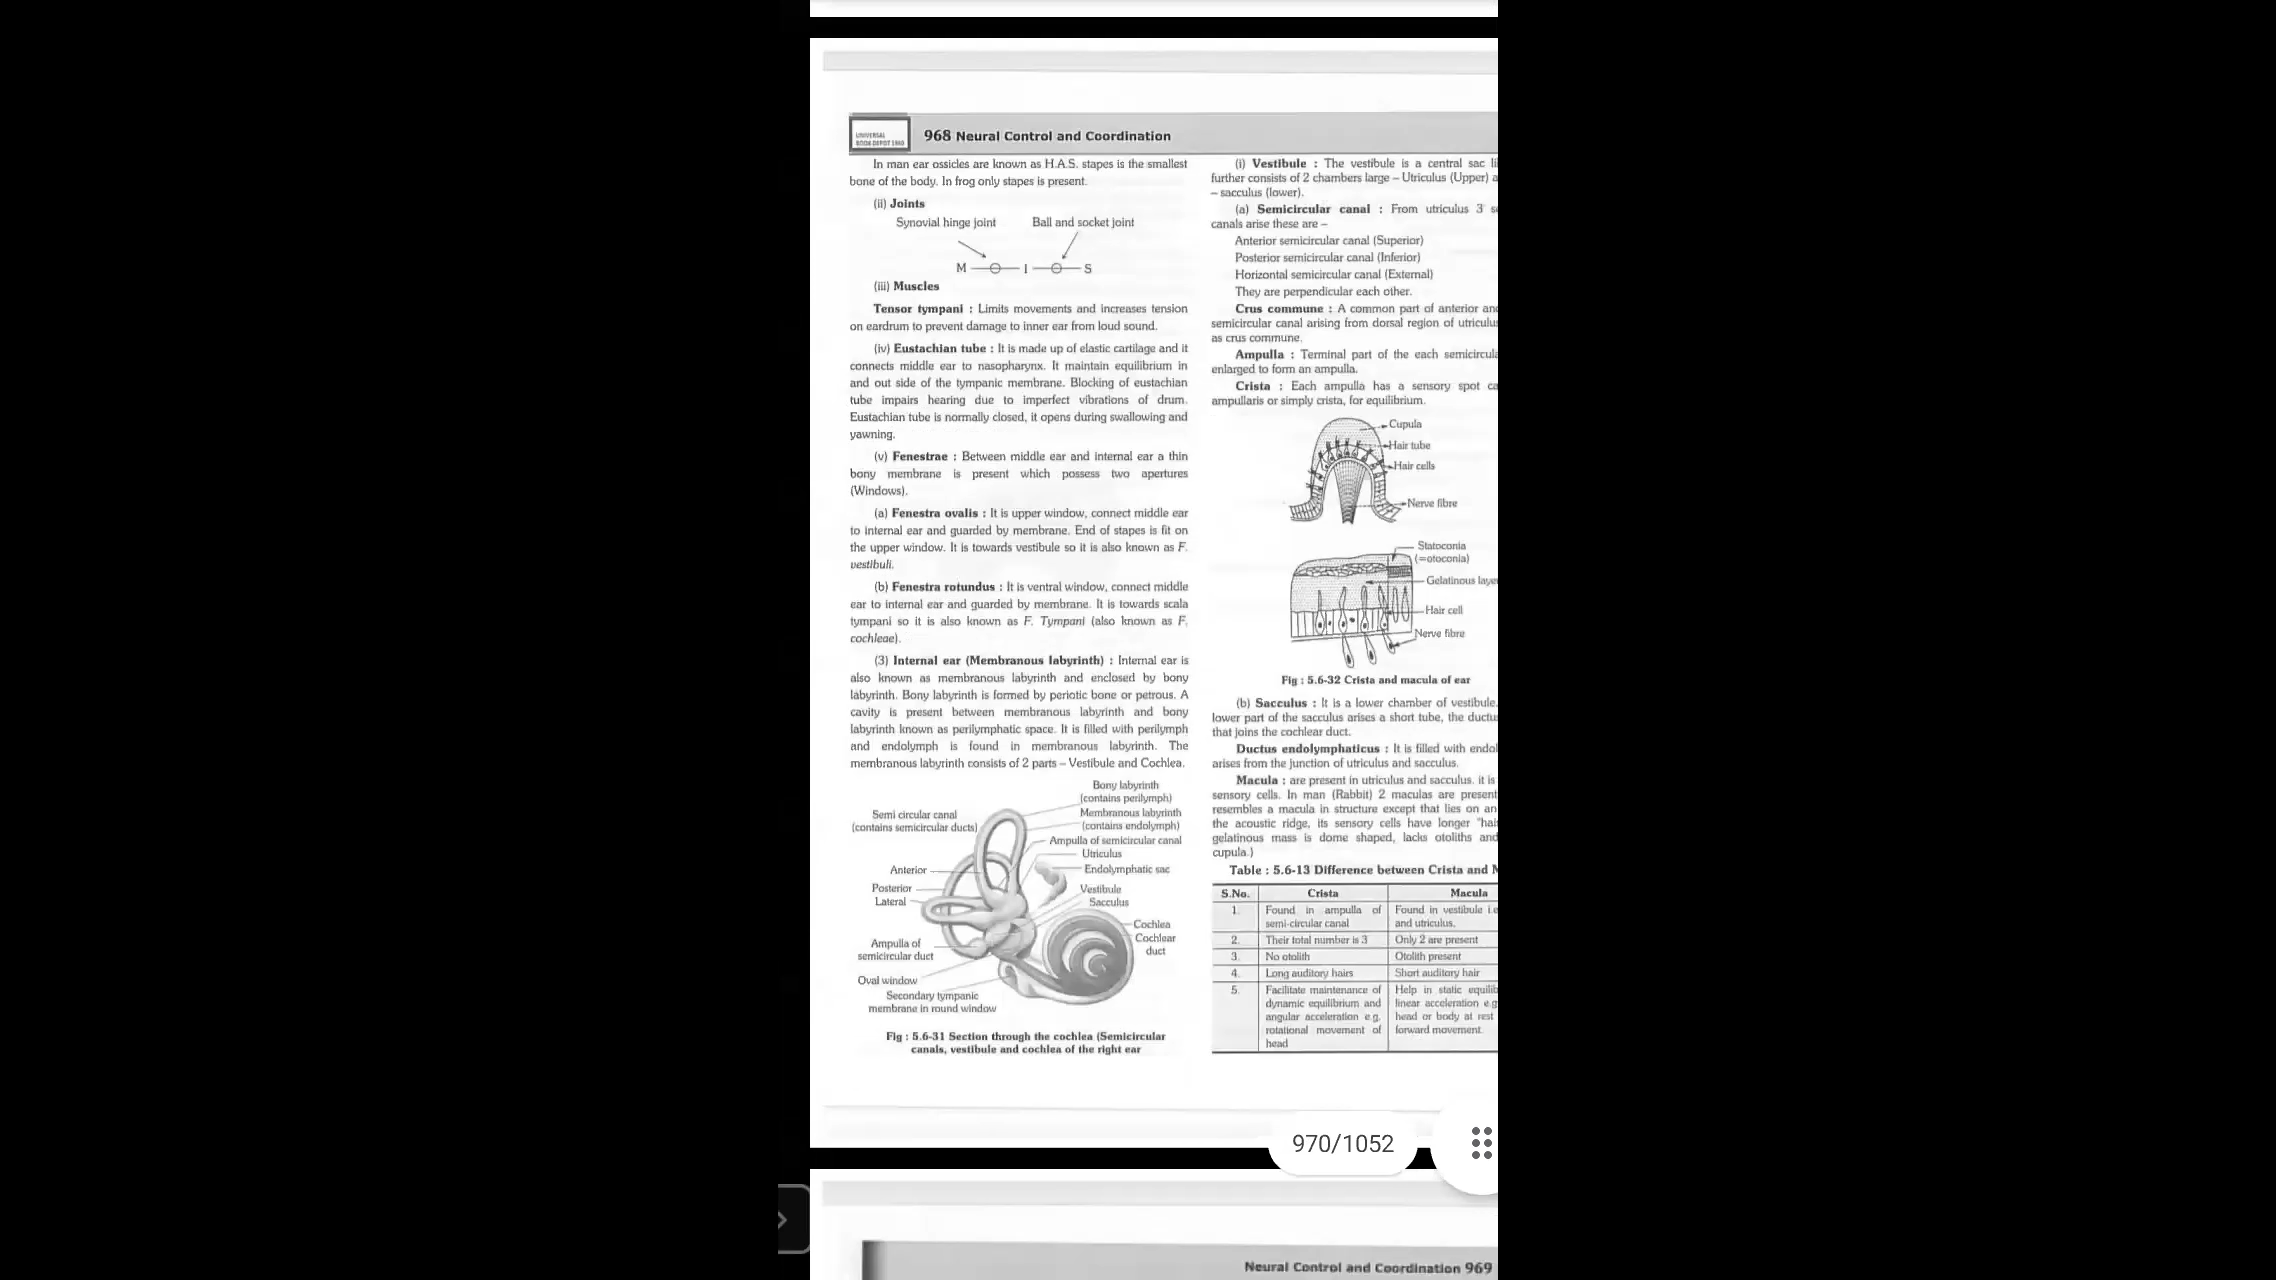 UNIVERSAL
BOOK DEPOT 1960
968 Neural Control and Coordination
In man ear ossicles are known as H.A.S. stapes is the smallest
bone of the body. In frog only stapes is present.
(ii) Joints
Synovial hinge joint Ball and socket joint
M I S
(iii) Muscles
Tensor tympani : Limits movements and increases tension
on eardrum to prevent damage to inner ear from loud sound.
(iv) Eustachian tube : It is made up of elastic cartilage and it
connects middle ear to nasopharynx. It maintain equilibrium in
and out side of the tympanic membrane. Blocking of eustachian
tube impairs hearing due to imperfect vibrations of drum.
Eustachian tube is normally closed, it opens during swallowing and
yawning.
(v) Fenestrae : Between middle ear and internal ear a thin
bony membrane is present which possess two apertures
(Windows).
(a) Fenestra ovalis : It is upper window, connect middle ear
to internal ear and guarded by membrane. End of stapes is fit on
the upper window. It is towards vestibule so it is also known as F.
vestibuli.
(b) Fenestra rotundus : It is ventral window, connect middle
ear to internal ear and guarded by membrane. It is towards scala
tympani so it is also known as F. Tympani (also known as F.
cochleae).
(3) Internal ear (Membranous labyrinth) : Internal ear is
also known as membranous labyrinth and enclosed by bony
labyrinth. Bony labyrinth is formed by periotic bone or petrous. A
cavity is present between membranous labyrinth and bony
labyrinth known as perilymphatic space. It is filled with perilymph
and endolymph is found in membranous labyrinth. The
membranous labyrinth consists of 2 parts – Vestibule and Cochlea.
Bony labyrinth
(contains perilymph)
Semi circular canal
(contains semicircular ducts)
Membranous labyrinth
(contains endolymph)
Ampulla of semicircular canal
Utriculus
Endolymphatic sac
Anterior
Posterior
Lateral
Vestibule
Sacculus
Cochlea
Cochlear
duct
Ampulla of
semicircular duct
Oval window
Secondary tympanic
membrane in round window
Fig : 5.6-31 Section through the cochlea (Semicircular
canals, vestibule and cochlea of the right ear
(i) Vestibule : The vestibule is a central sac li
further consists of 2 chambers large – Utriculus (Upper) a
– sacculus (lower).
(a) Semicircular canal : From utriculus 3 s
canals arise these are –
Anterior semicircular canal (Superior)
Posterior semicircular canal (Inferior)
Horizontal semicircular canal (External)
They are perpendicular each other.
Crus commune : A common part of anterior and
semicircular canal arising from dorsal region of utriculus
as crus commune.
Ampulla : Terminal part of the each semicircula
enlarged to form an ampulla.
Crista : Each ampulla has a sensory spot ca
ampullaris or simply crista, for equilibrium.
Cupula
Hair tube
Hair cells
Nerve fibre
Statoconia
(=otoconia)
Gelatinous layer
Hair cell
Nerve fibre
Fig : 5.6-32 Crista and macula of ear
(b) Sacculus : It is a lower chamber of vestibule.
lower part of the sacculus arises a short tube, the ductu
that joins the cochlear duct.
Ductus endolymphaticus : It is filled with endol
arises from the junction of utriculus and sacculus.
Macula : are present in utriculus and sacculus. it is
sensory cells. In man (Rabbit) 2 maculas are present
resembles a macula in structure except that lies on an
the acoustic ridge, its sensory cells have longer "hai
gelatinous mass is dome shaped, lacks otoliths and
cupula.)
Table : 5.6-13 Difference between Crista and M
S.No. Crista Macula
1. Found in ampulla of Found in vestibule i.e
semi-circular canal and utriculus.
2. Their total number is 3 Only 2 are present
3. No otolith Otolith present
4. Long auditory hairs Short auditory hair
5. Facilitate maintenance of Help in static equilib
dynamic equilibrium and linear acceleration e.g
angular acceleration e.g. head or body at rest
rotational movement of forward movement.
head
970/1052
Neural Control and Coordination 969